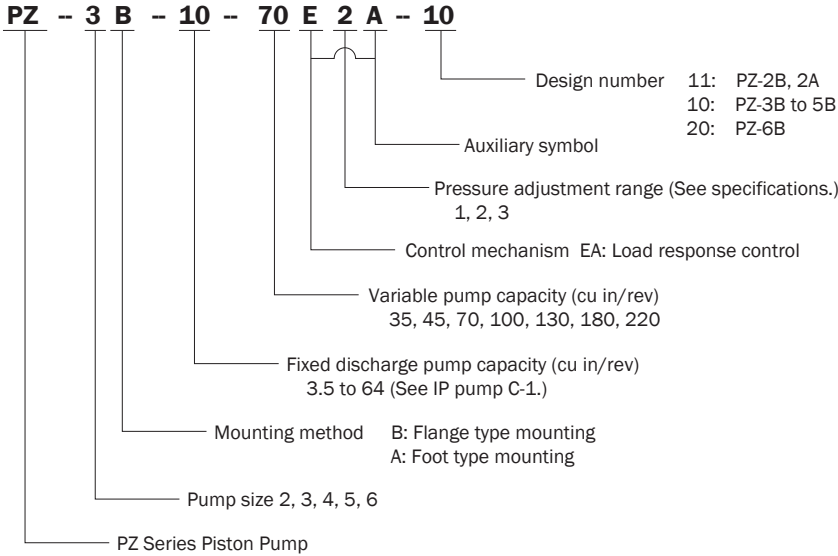 PZ -- 3 B -- 10 -- 70 E 2 A -- 10
Design number 11: PZ-2B, 2A
10: PZ-3B to 5B
20: PZ-6B
Auxiliary symbol
Pressure adjustment range (See specifications.)
1, 2, 3
Control mechanism EA: Load response control
Variable pump capacity (cu in/rev)
35, 45, 70, 100, 130, 180, 220
Fixed discharge pump capacity (cu in/rev)
3.5 to 64 (See IP pump C-1.)
Mounting method B: Flange type mounting
A: Foot type mounting
Pump size 2, 3, 4, 5, 6
PZ Series Piston Pump